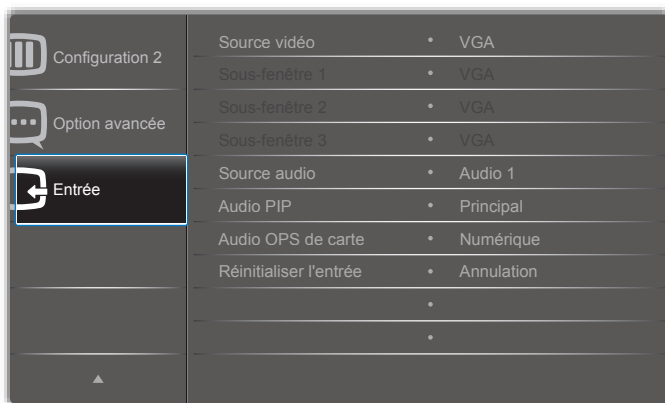 Configuration 2
Option avancée
Entrée
Source vidéo • VGA
Sous-fenêtre 1 • VGA
Sous-fenêtre 2 • VGA
Sous-fenêtre 3 • VGA
Source audio • Audio 1
Audio PIP • Principal
Audio OPS de carte • Numérique
Réinitialiser l'entrée • Annulation
•
•